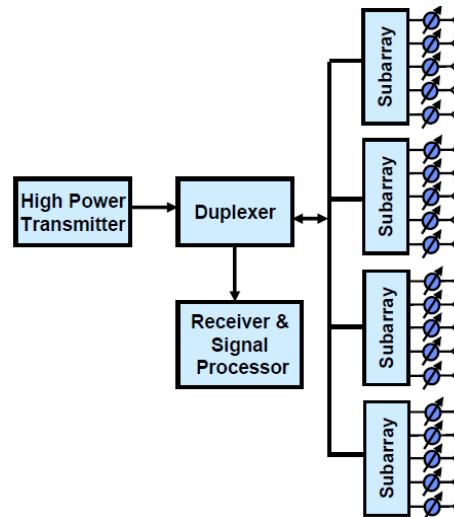 Subarray
Subarray
High Power
Transmitter
Duplexer
Receiver &
Signal
Processor
Subarray
Subarray